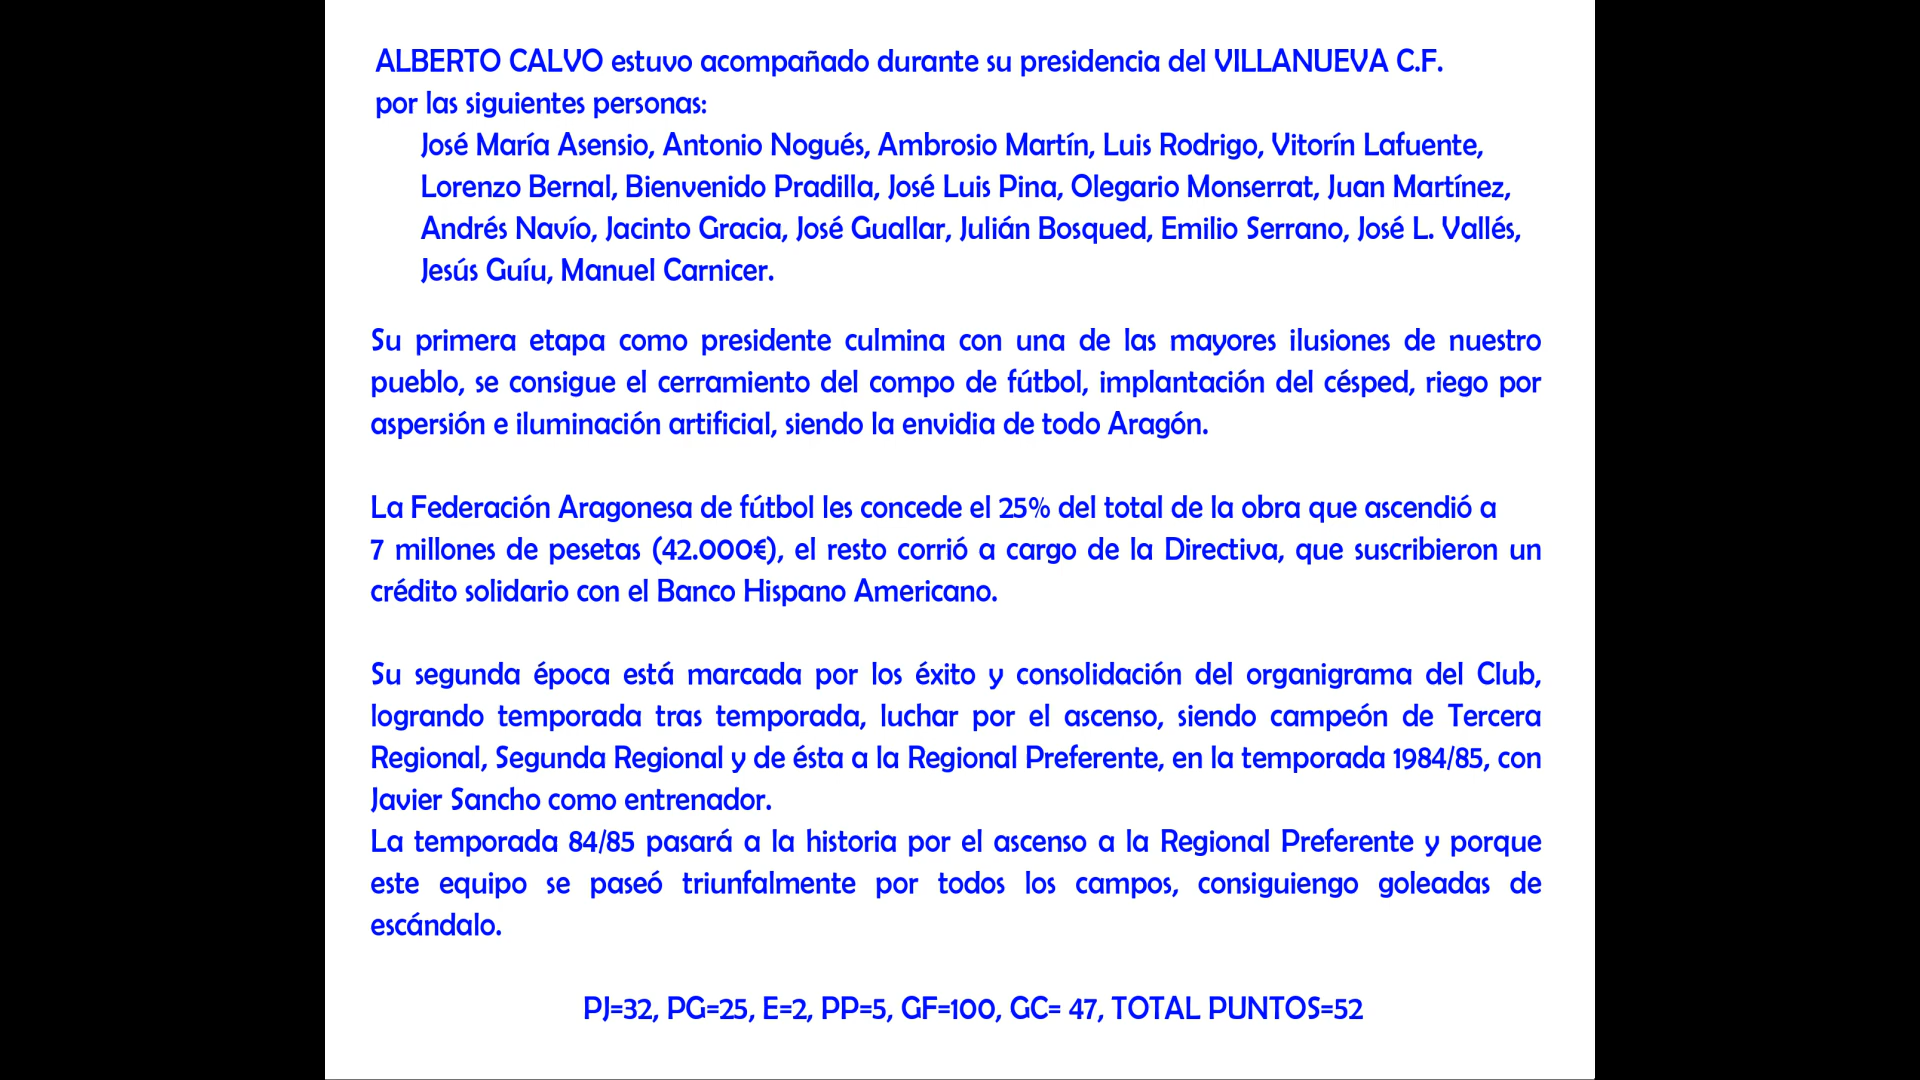 ALBERTO CALVO estuvo acompañado durante su presidencia del VILLANUEVA C.F.
por las siguientes personas:
José María Asensio, Antonio Nogués, Ambrosio Martín, Luis Rodrigo, Vitorín Lafuente,
Lorenzo Bernal, Bienvenido Pradilla, José Luis Pina, Olegario Monserrat, Juan Martínez,
Andrés Navío, Jacinto Gracia, José Guallar, Julián Bosqued, Emilio Serrano, José L. Vallés,
Jesús Guíu, Manuel Carnicer.
Su primera etapa como presidente culmina con una de las mayores ilusiones de nuestro
pueblo, se consigue el cerramiento del compo de fútbol, implantación del césped, riego por
aspersión e iluminación artificial, siendo la envidia de todo Aragón.
La Federación Aragonesa de fútbol les concede el 25% del total de la obra que ascendió a
7 millones de pesetas (42.000€), el resto corrió a cargo de la Directiva, que suscribieron un
crédito solidario con el Banco Hispano Americano.
Su segunda época está marcada por los éxito y consolidación del organigrama del Club,
logrando temporada tras temporada, luchar por el ascenso, siendo campeón de Tercera
Regional, Segunda Regional y de ésta a la Regional Preferente, en la temporada 1984/85, con
Javier Sancho como entrenador.
La temporada 84/85 pasará a la historia por el ascenso a la Regional Preferente y porque
este equipo se paseó triunfalmente por todos los campos, consiguiengo goleadas de
escándalo.
PJ=32, PG=25, E=2, PP=5, GF=100, GC= 47, TOTAL PUNTOS=52